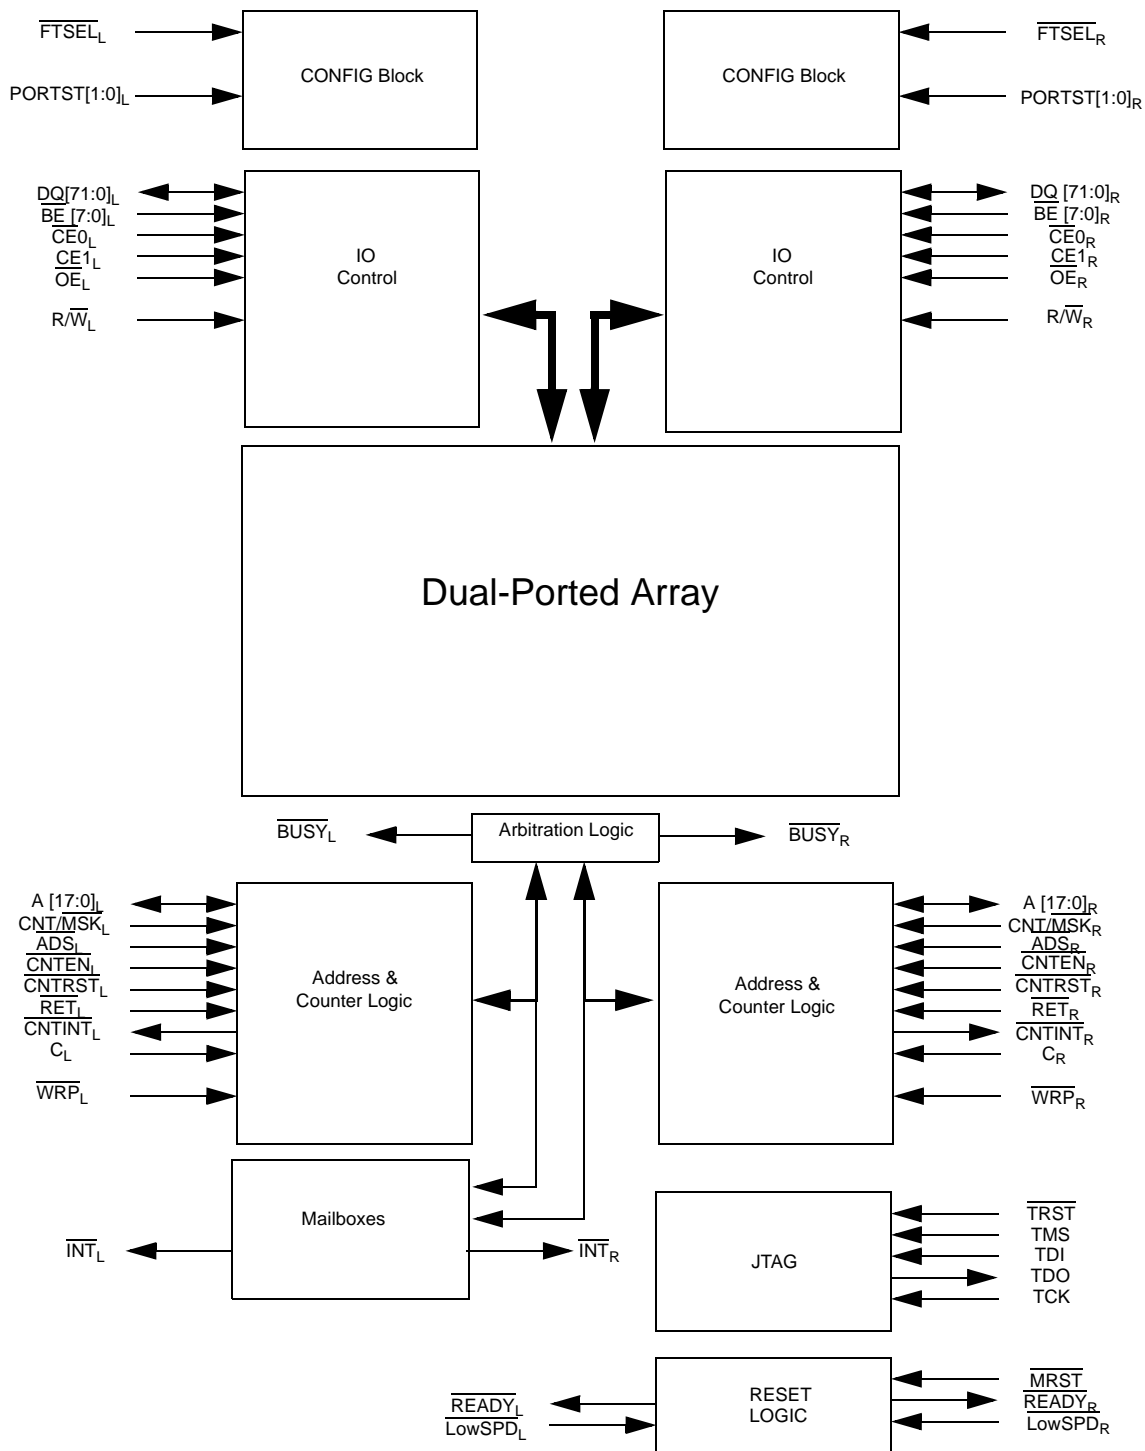 FTSEL_L
CONFIG Block
PORTST[1:0]_L
CONFIG Block
FTSEL_R
PORTST[1:0]_R
DQ[71:0]_L
BE [7:0]_L
CE0_L
CE1_L
OE_L
R/W_L
IO
Control
IO
Control
DQ [71:0]_R
BE [7:0]_R
CE0_R
CE1_R
OE_R
R/W_R
Dual-Ported Array
BUSY_L
Arbitration Logic
BUSY_R
A [17:0]_L
CNT/MSK_L
ADS_L
CNTEN_L
CNTRST_L
RET_L
CNTINT_L
C_L
WRP_L
Address &
Counter Logic
Address &
Counter Logic
A [17:0]_R
CNT/MSK_R
ADS_R
CNTEN_R
CNTRST_R
RET_R
CNTINT_R
C_R
WRP_R
Mailboxes
INT_L
INT_R
JTAG
TRST
TMS
TDI
TDO
TCK
READY_L
LowSPD_L
RESET
LOGIC
MRST
READY_R
LowSPD_R